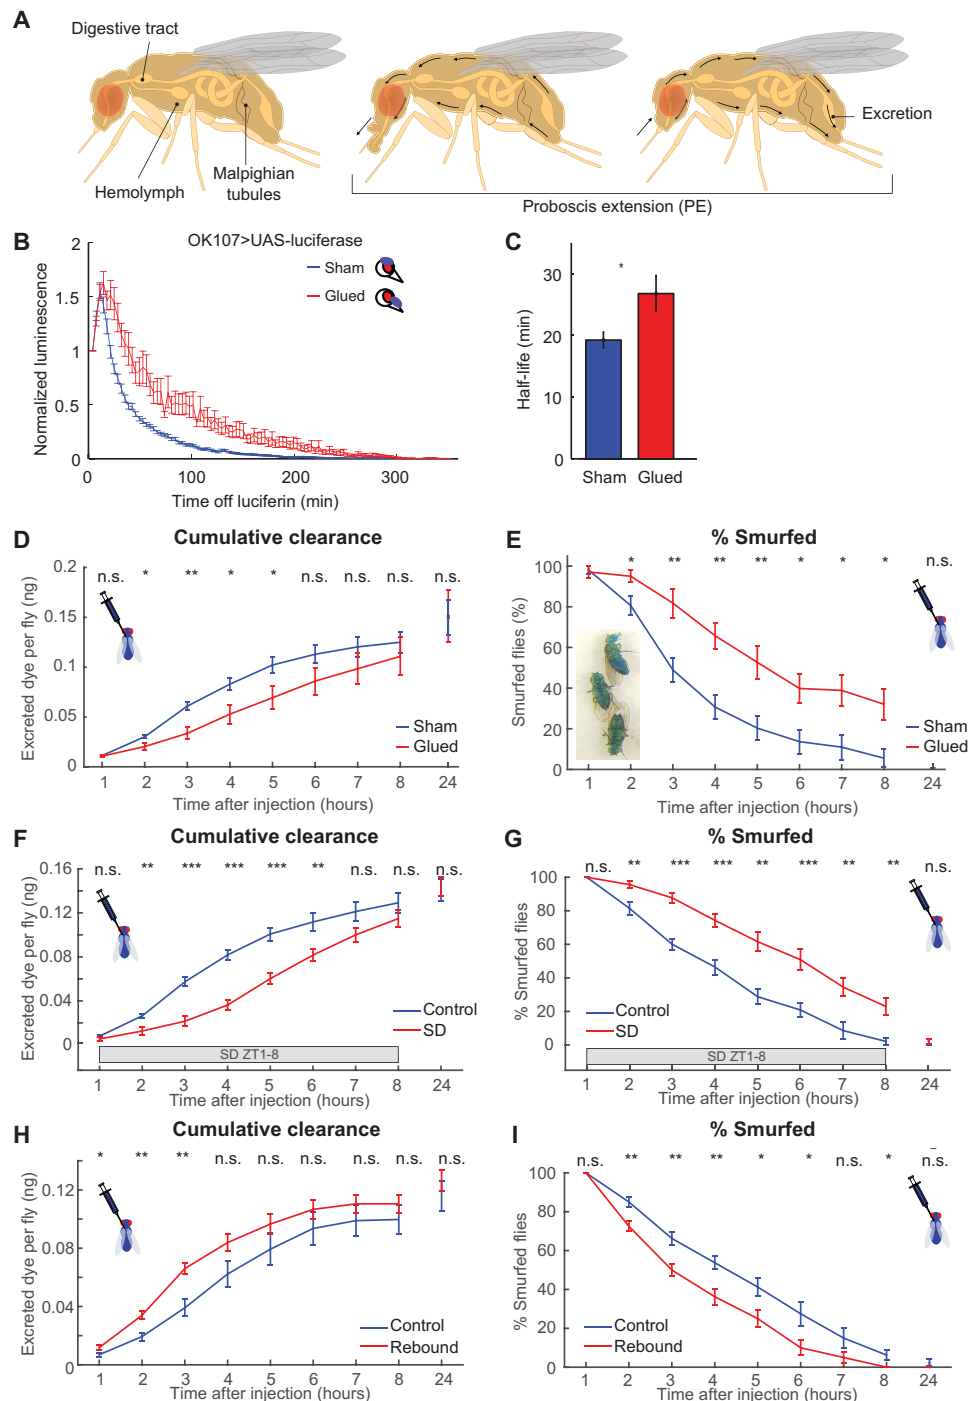 A
Digestive tract
Hemolymph
Malpighian
tubules
Excretion
Proboscis extension (PE)
B
OK107>UAS-luciferase
Sham
Glued
Normalized luminescence
2
1.5
1
0.5
0
0 100 200 300
Time off luciferin (min)
C
*
Half-life (min)
30
20
10
0
Sham Glued
D
Cumulative clearance
n.s. * ** * * n.s. n.s. n.s. n.s.
Excreted dye per fly (ng)
0.2
0.15
0.1
0.05
0
Sham
Glued
1 2 3 4 5 6 7 8 24
Time after injection (hours)
E
% Smurfed
* ** ** ** * * * n.s.
Smurfed flies (%)
100
80
60
40
20
0
Sham
Glued
1 2 3 4 5 6 7 8 24
Time after injection (hours)
F
Cumulative clearance
n.s. ** *** *** *** ** n.s. n.s. n.s.
Excreted dye per fly (ng)
0.16
0.12
0.08
0.04
0
Control
SD
SD ZT1-8
1 2 3 4 5 6 7 8 24
Time after injection (hours)
G
% Smurfed
n.s. ** *** *** ** *** ** ** n.s.
% Smurfed flies
100
80
60
40
20
0
Control
SD
SD ZT1-8
1 2 3 4 5 6 7 8 24
Time after injection (hours)
H
Cumulative clearance
* ** ** n.s. n.s. n.s. n.s. n.s. n.s.
Excreted dye per fly (ng)
0.12
0.08
0.04
0
Control
Rebound
1 2 3 4 5 6 7 8 24
Time after injection (hours)
I
% Smurfed
n.s. ** ** ** * * n.s. * n.s.
% Smurfed flies
100
80
60
40
20
0
Control
Rebound
1 2 3 4 5 6 7 8 24
Time after injection (hours)